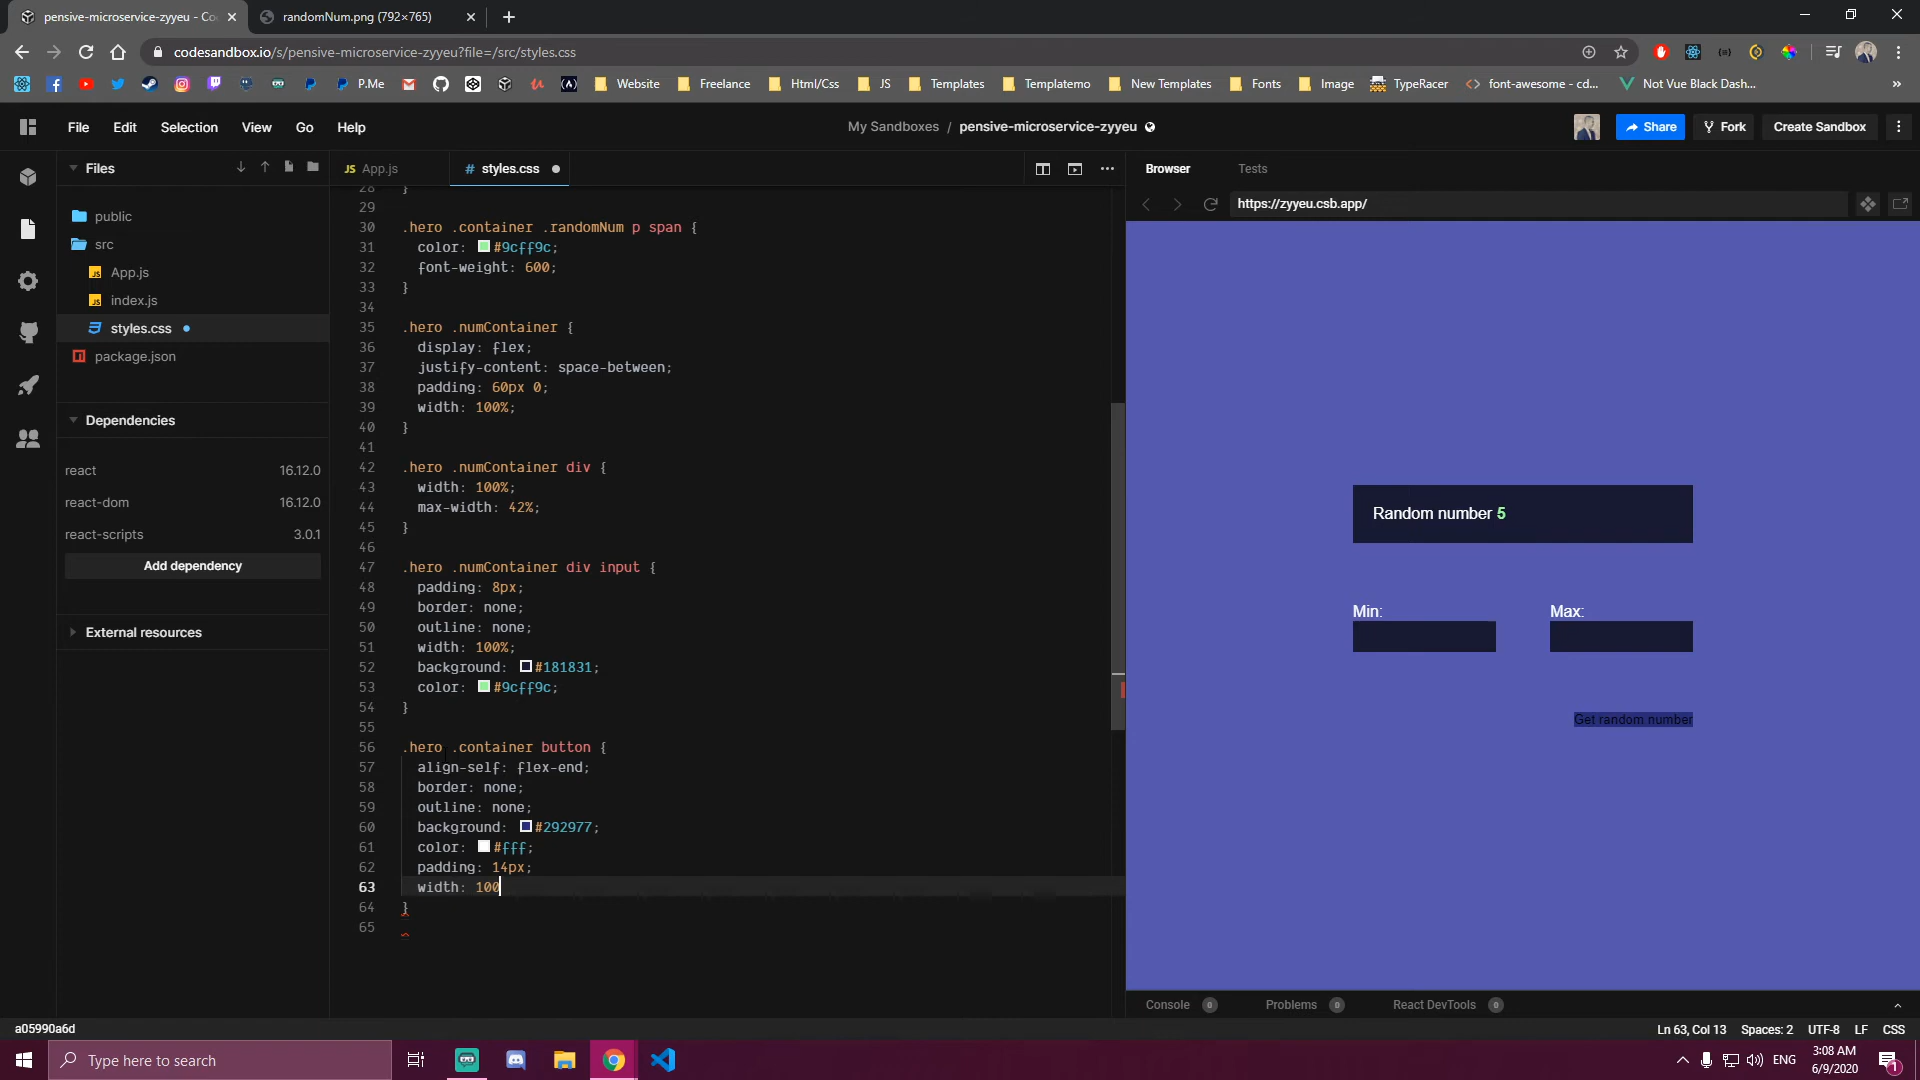 pensive-microservice-zyyeu - Co
randomNum.png (792×765)
codesandbox.io/s/pensive-microservice-zyyeu?file=/src/styles.css
P.Me
Website
Freelance
Html/Css
JS
Templates
Templatemo
New Templates
Fonts
Image
TypeRacer
font-awesome - cd...
Not Vue Black Dash...
File Edit Selection View Go Help
My Sandboxes / pensive-microservice-zyyeu
Share
Fork
Create Sandbox
Files
JS App.js
# styles.css
Browser
Tests
https://zyyeu.csb.app/
public
src
App.js
index.js
styles.css
package.json
Dependencies
react 16.12.0
react-dom 16.12.0
react-scripts 3.0.1
Add dependency
External resources
28 }
29
30 .hero .container .randomNum p span {
31 color: #9cff9c;
32 font-weight: 600;
33 }
34
35 .hero .numContainer {
36 display: flex;
37 justify-content: space-between;
38 padding: 60px 0;
39 width: 100%;
40 }
41
42 .hero .numContainer div {
43 width: 100%;
44 max-width: 42%;
45 }
46
47 .hero .numContainer div input {
48 padding: 8px;
49 border: none;
50 outline: none;
51 width: 100%;
52 background: #181831;
53 color: #9cff9c;
54 }
55
56 .hero .container button {
57 align-self: flex-end;
58 border: none;
59 outline: none;
60 background: #292977;
61 color: #fff;
62 padding: 14px;
63 width: 100
64 }
65
Random number 5
Min:
Max:
Get random number
Console 0
Problems 0
React DevTools 0
a05990a6d
Ln 63, Col 13
Spaces: 2
UTF-8
LF
CSS
Type here to search
ENG
3:08 AM
6/9/2020
1